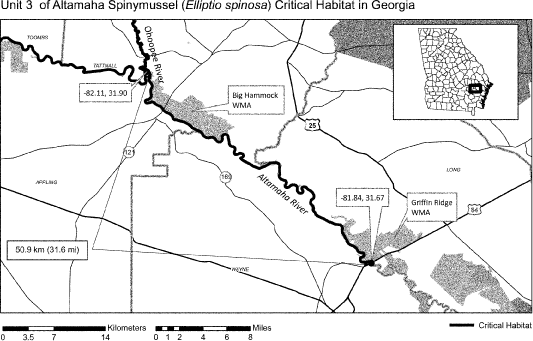 Unit 3 of Altamaha Spinymussel (Elliptio spinosa) Critical Habitat in Georgia
TOOMBS
TATTNALL
Ohoopee River
-82.11, 31.90
Big Hammock
WMA
25
121
169
APPLING
LONG
Altamaha River
-81.84, 31.67
Griffin Ridge
WMA
84
50.9 km (31.6 mi)
WAYNE
Kilometers
0 3.5 7 14
Miles
0 1 2 4 6 8
Critical Habitat